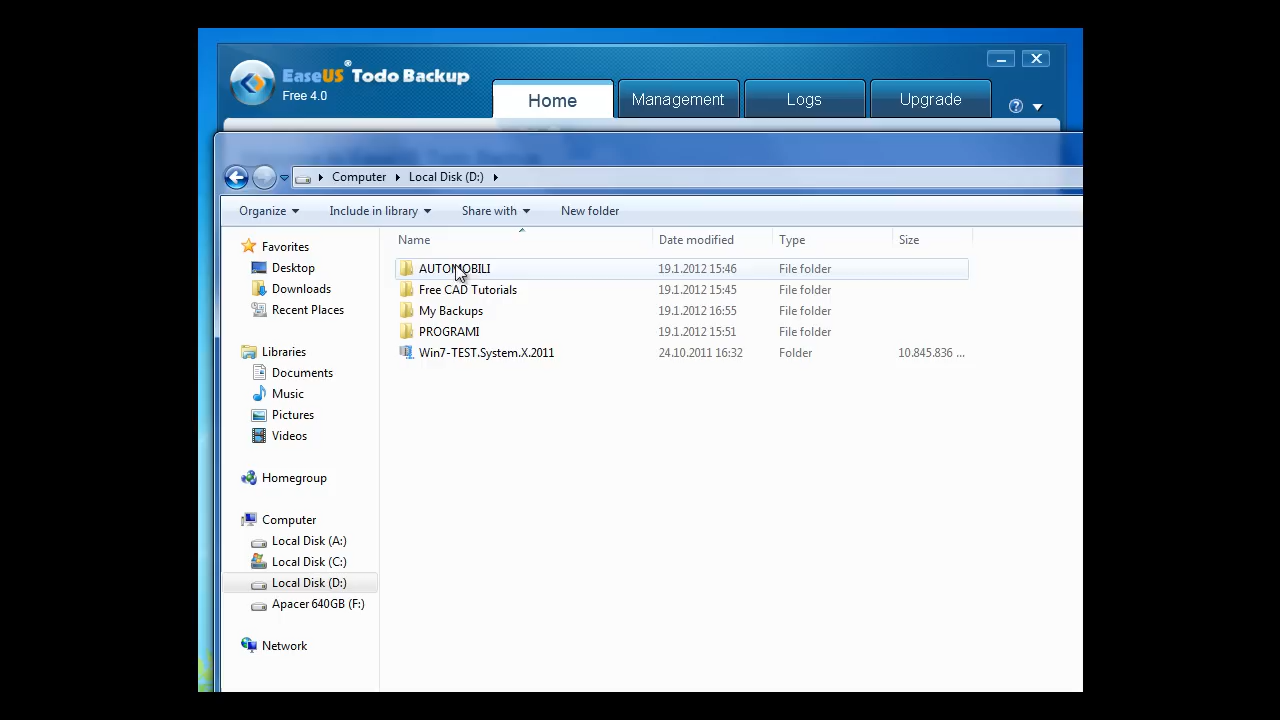 EaseUS® Todo Backup
Free 4.0
Home
Management
Logs
Upgrade
Computer
Local Disk (D:)
Organize
Include in library
Share with
New folder
Name
Date modified
Type
Size
Favorites
Desktop
Downloads
Recent Places
Libraries
Documents
Music
Pictures
Videos
Homegroup
Computer
Local Disk (A:)
Local Disk (C:)
Local Disk (D:)
Apacer 640GB (F:)
Network
AUTOMOBILI 19.1.2012 15:46 File folder
Free CAD Tutorials 19.1.2012 15:45 File folder
My Backups 19.1.2012 16:55 File folder
PROGRAMI 19.1.2012 15:51 File folder
Win7-TEST.System.X.2011 24.10.2011 16:32 Folder 10.845.836 ...